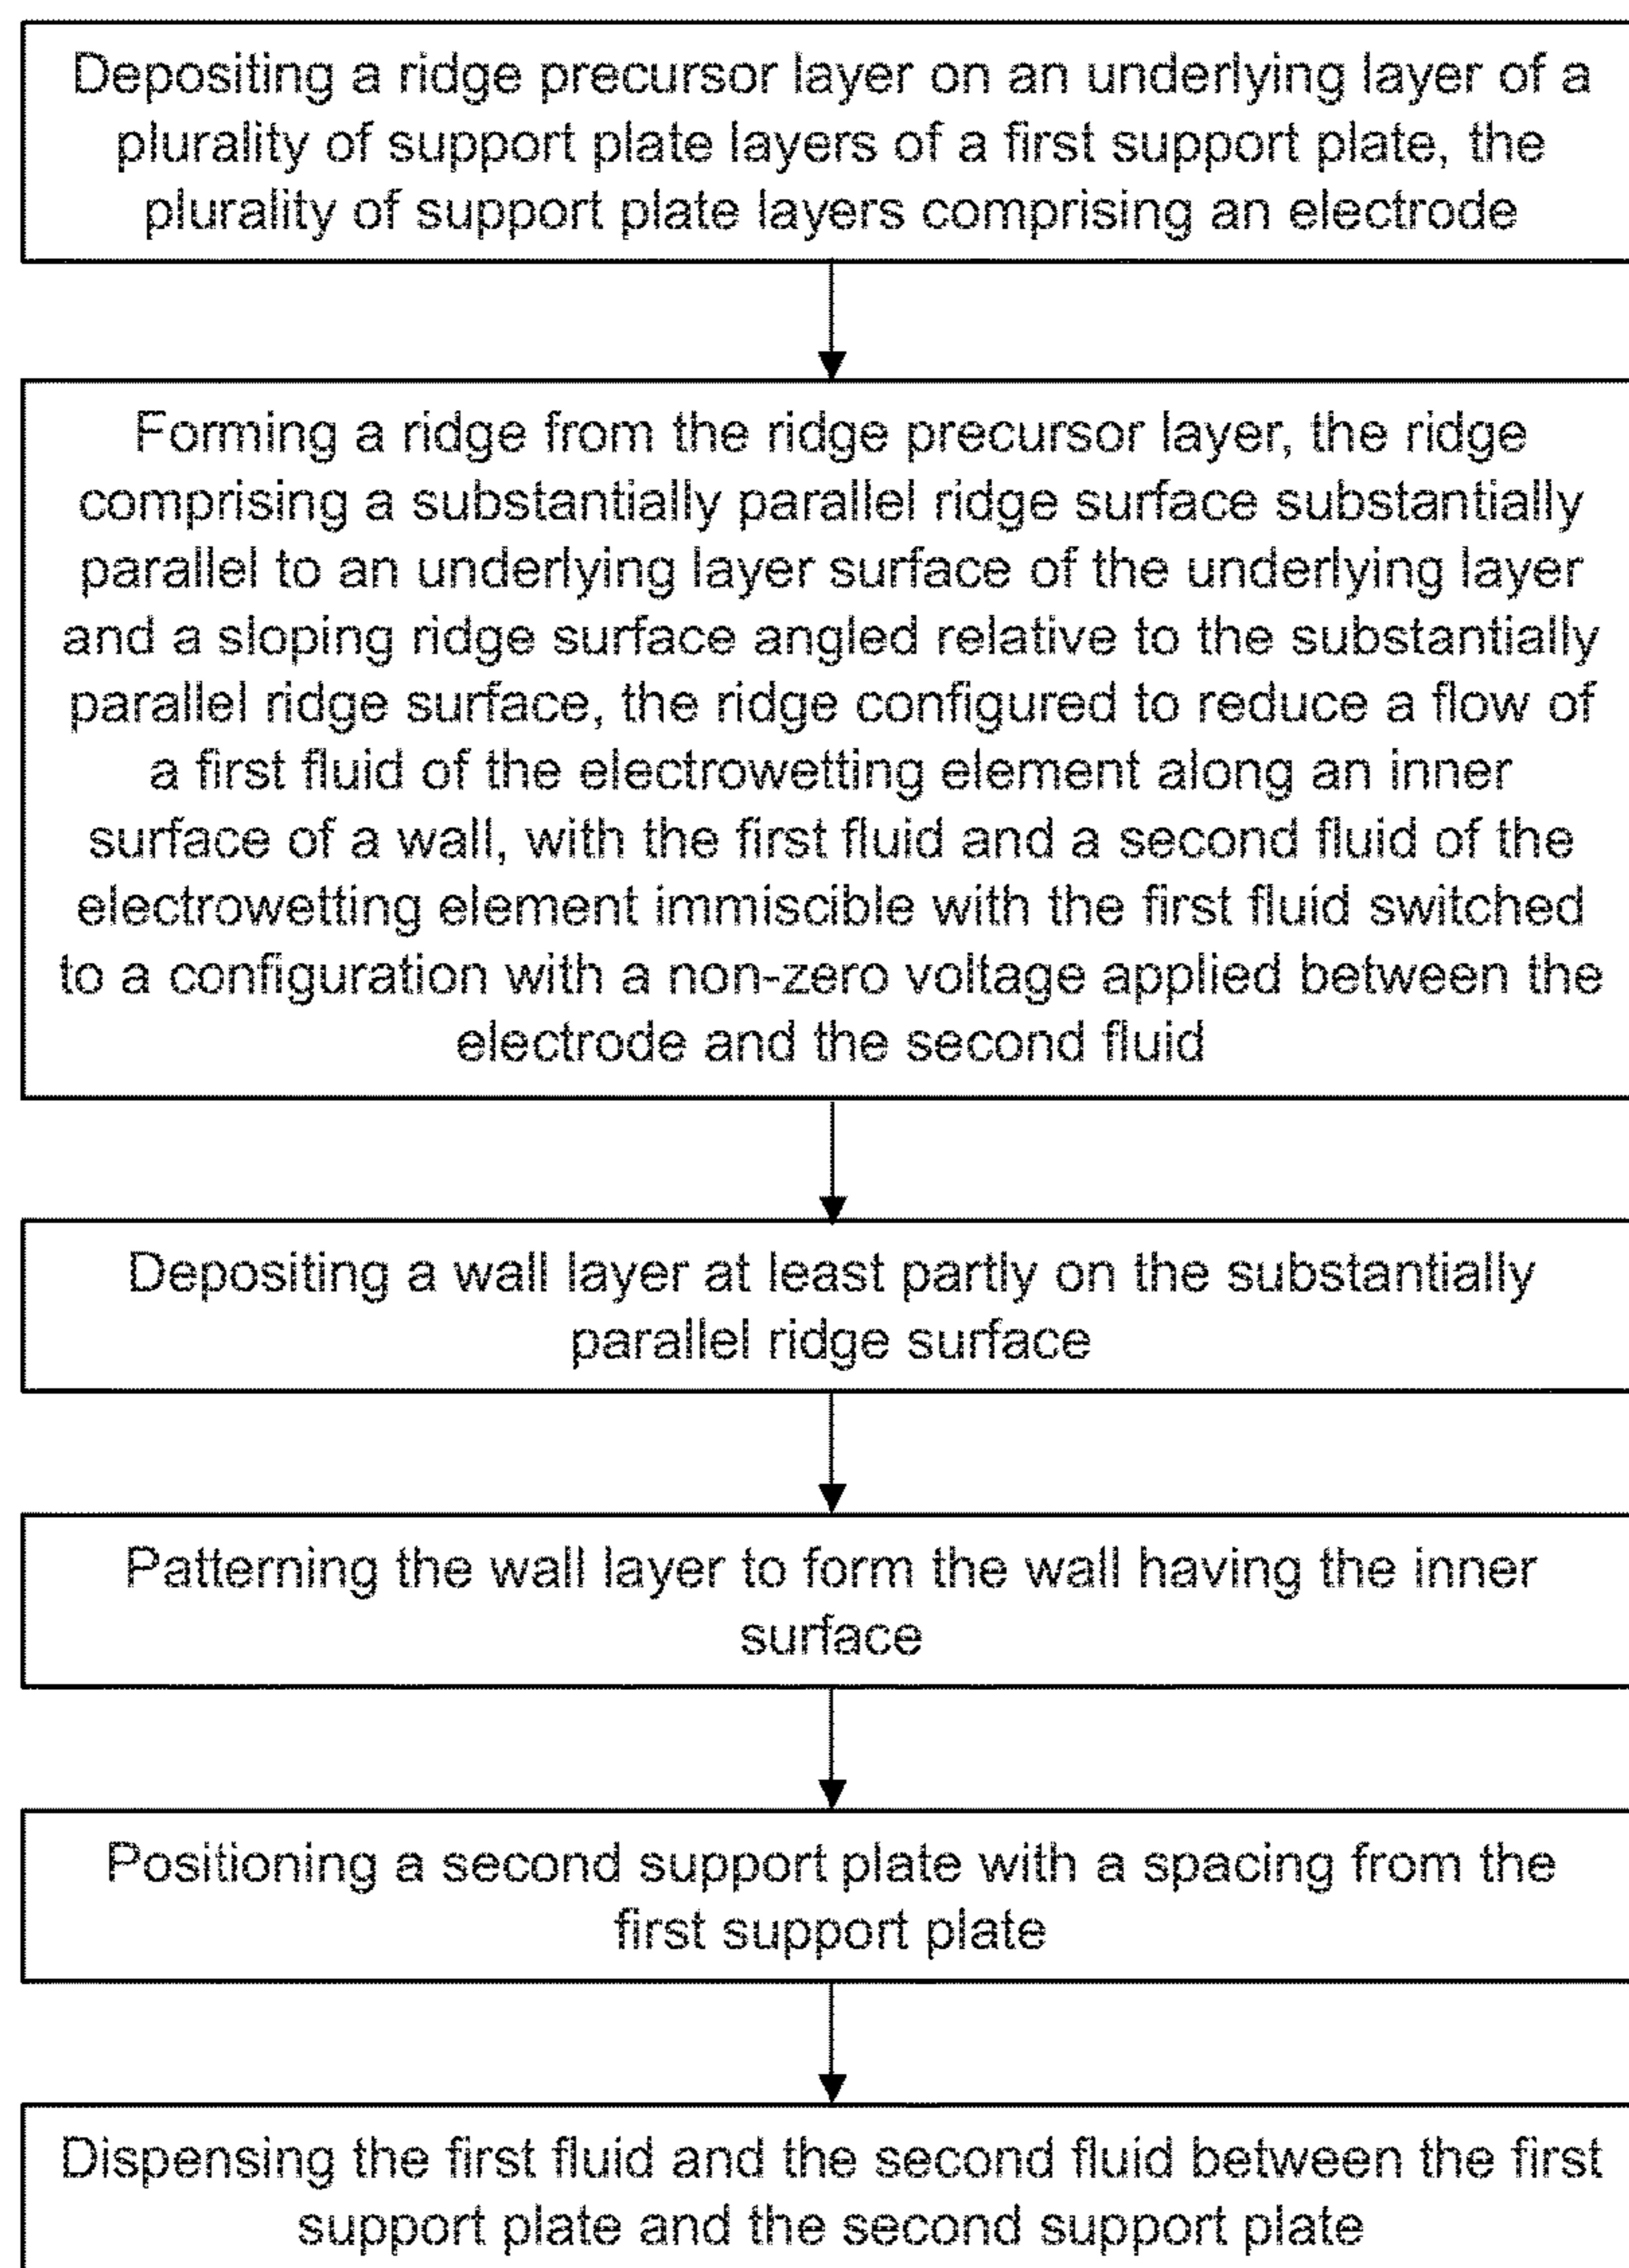 Depositing a ridge precursor layer on an underlying layer of a
plurality of support plate layers of a first support plate, the
plurality of support plate layers comprising an electrode
Forming a ridge from the ridge precursor layer, the ridge
comprising a substantially parallel ridge surface substantially
parallel to an underlying layer surface of the underlying layer
and a sloping ridge surface angled relative to the substantially
parallel ridge surface, the ridge configured to reduce a flow of
a first fluid of the electrowetting element along an inner
surface of a wall, with the first fluid and a second fluid of the
electrowetting element immiscible with the first fluid switched
to a configuration with a non-zero voltage applied between the
electrode and the second fluid
Depositing a wall layer at least partly on the substantially
parallel ridge surface
Patterning the wall layer to form the wall having the inner
surface
Positioning a second support plate with a spacing from the
first support plate
Dispensing the first fluid and the second fluid between the first
support plate and the second support plate